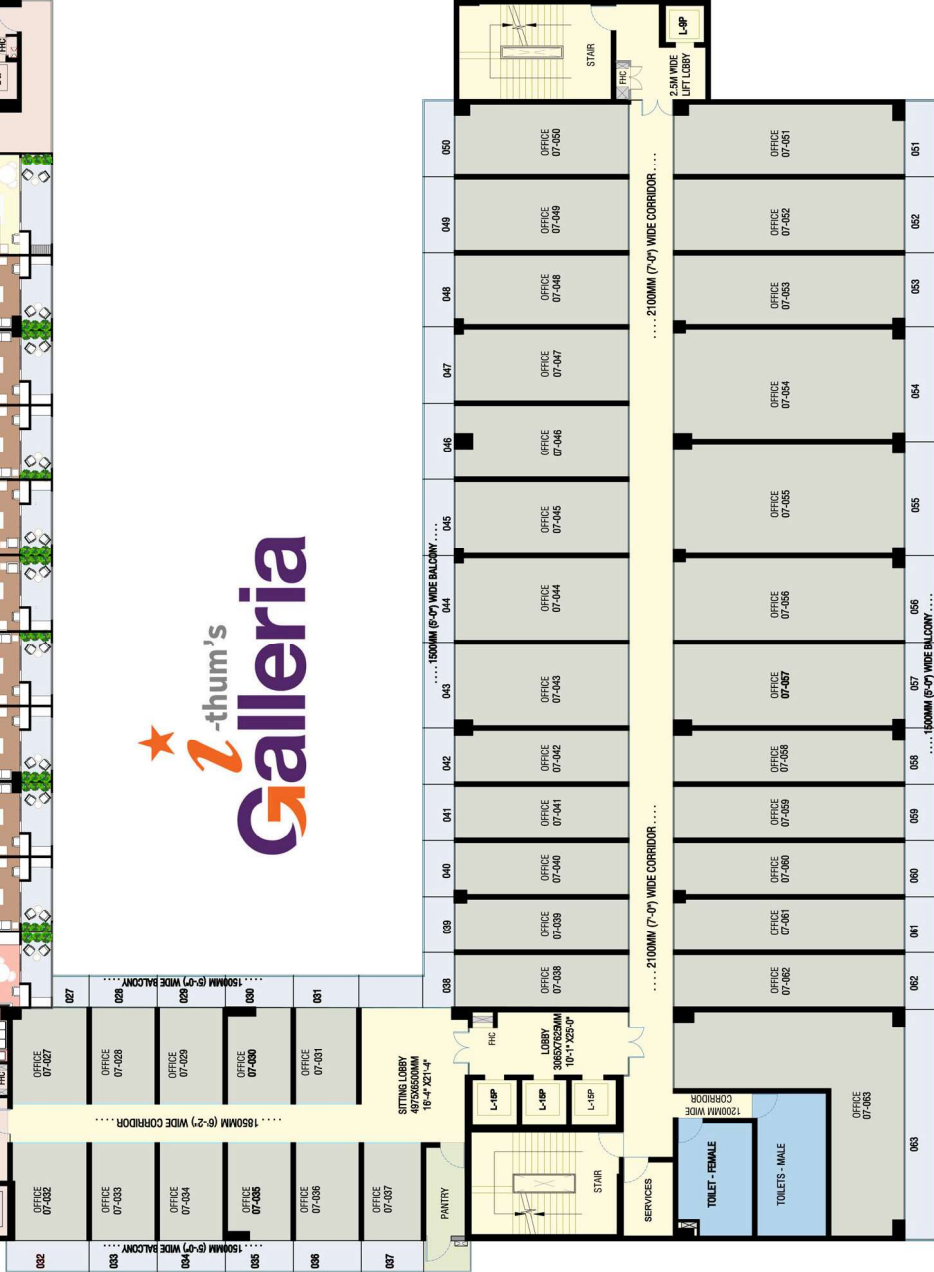 FHC
i-thum's
Galleria
STAIR
FHC
L-9P
2.5M WIDE
LIFT LOBBY
050
049
048
047
046
045
044
043
042
041
040
039
038
.... 1500MM (5'-0") WIDE BALCONY ....
OFFICE
07-050
OFFICE
07-049
OFFICE
07-048
OFFICE
07-047
OFFICE
07-046
OFFICE
07-045
OFFICE
07-044
OFFICE
07-043
OFFICE
07-042
OFFICE
07-041
OFFICE
07-040
OFFICE
07-039
OFFICE
07-038
.... 2100MM (7'-0") WIDE CORRIDOR ....
.... 2100MM (7'-0") WIDE CORRIDOR ....
OFFICE
07-051
OFFICE
07-052
OFFICE
07-053
OFFICE
07-054
OFFICE
07-055
OFFICE
07-056
OFFICE
07-057
OFFICE
07-058
OFFICE
07-059
OFFICE
07-060
OFFICE
07-061
OFFICE
07-062
OFFICE
07-063
051
052
053
054
055
056
057
058
059
060
061
062
063
.... 1500MM (5'-0") WIDE BALCONY ....
.... 1500MM (5'-0") WIDE BALCONY ....
027
028
029
030
031
FHC
OFFICE
07-027
OFFICE
07-028
OFFICE
07-029
OFFICE
07-030
OFFICE
07-031
.... 1850MM (6'-2") WIDE CORRIDOR ....
SITTING LOBBY
4975X6500MM
16'-4" X21'-4"
OFFICE
07-032
OFFICE
07-033
OFFICE
07-034
OFFICE
07-035
OFFICE
07-036
OFFICE
07-037
032
033
034
035
036
037
.... 1500MM (5'-0") WIDE BALCONY ....
PANTRY
FHC
LOBBY
3085X7625MM
10'-1" X25'-0"
L-15P
L-15P
L-15P
STAIR
SERVICES
1200MM WIDE
CORRIDOR
TOILET - FEMALE
TOILETS - MALE